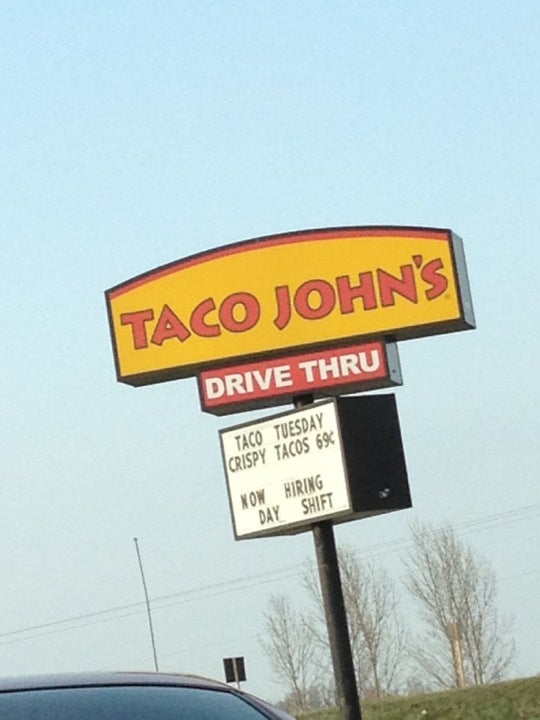 TACO JOHN'S
DRIVE THRU
TACO TUESDAY
CRISPY TACOS 69¢
NOW HIRING
DAY SHIFT